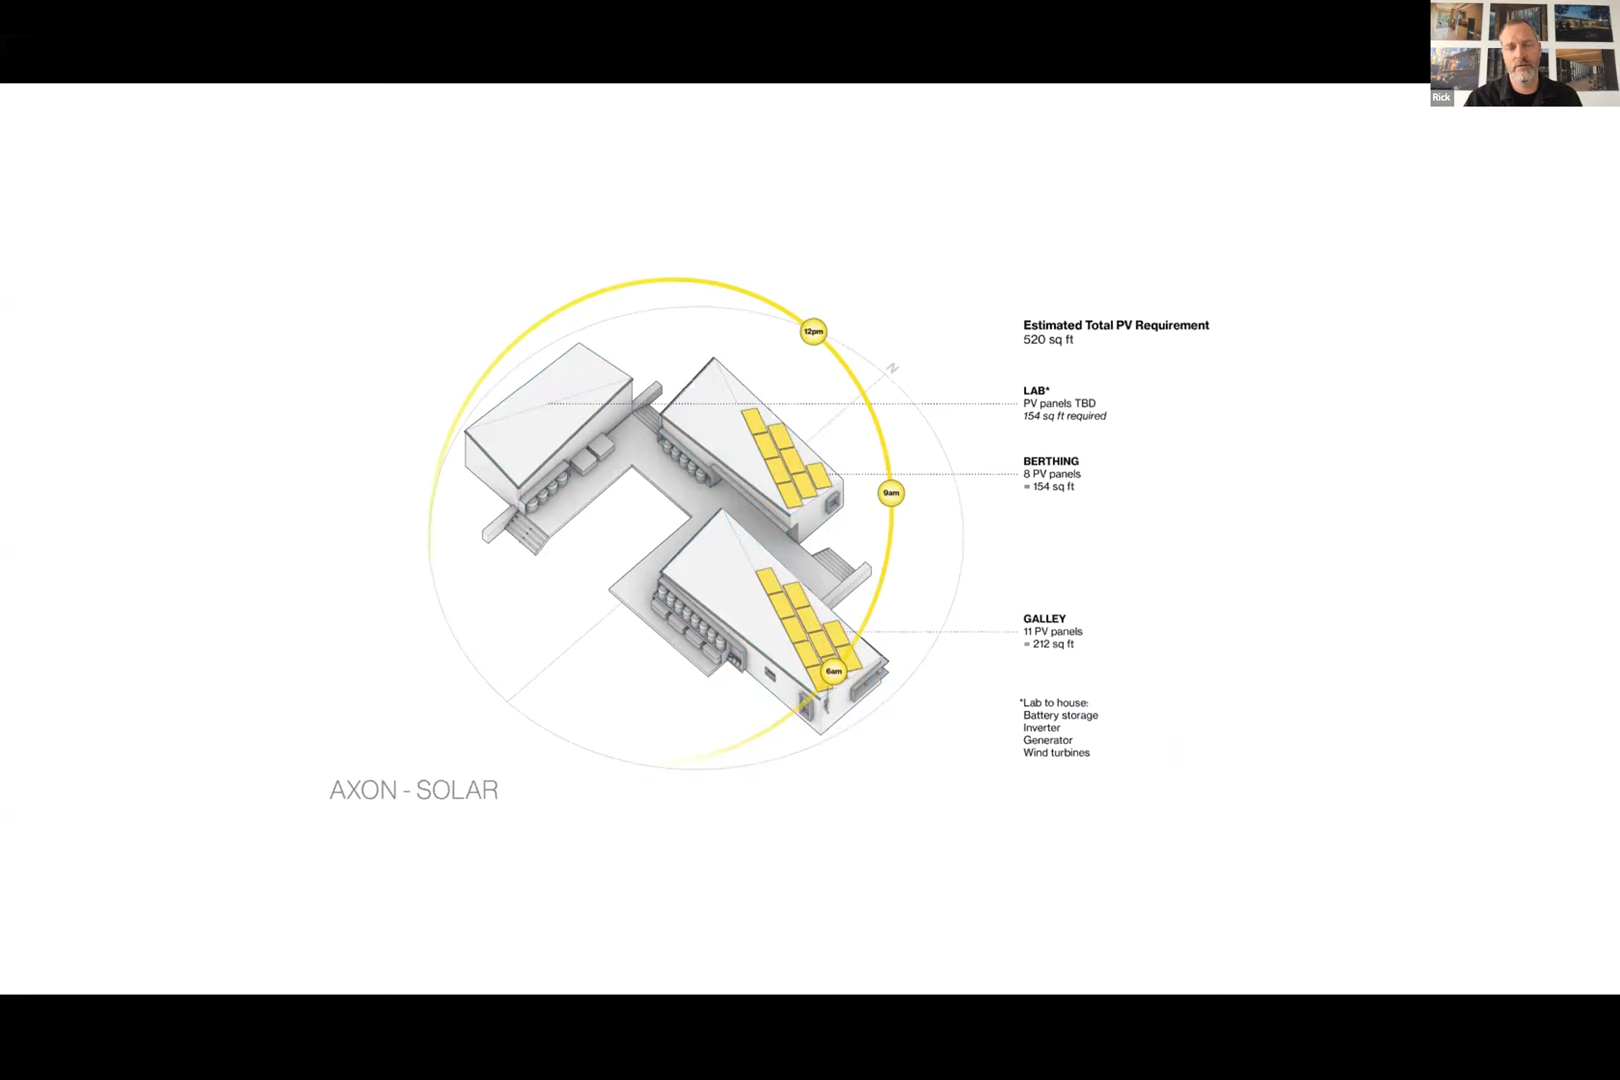 Rick
12pm
N
9am
6am
Estimated Total PV Requirement
520 sq ft
LAB*
PV panels TBD
154 sq ft required
BERTHING
8 PV panels
= 154 sq ft
GALLEY
11 PV panels
= 212 sq ft
*Lab to house:
Battery storage
Inverter
Generator
Wind turbines
AXON - SOLAR